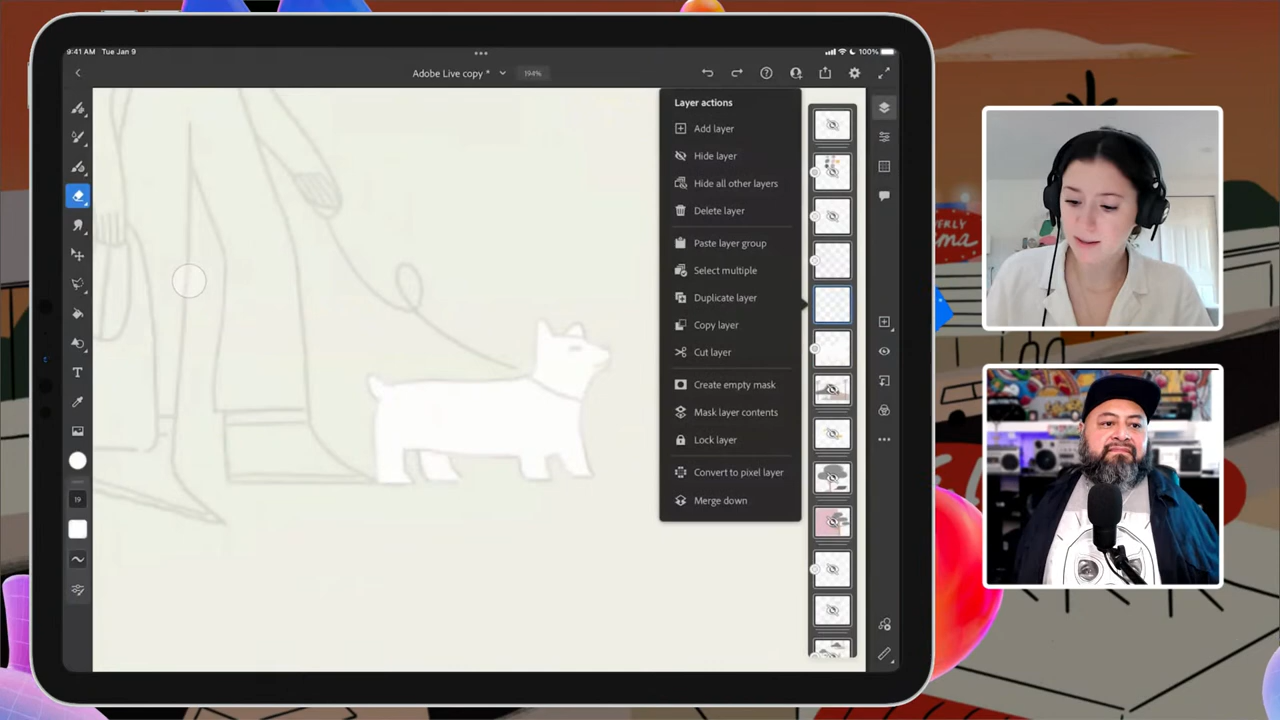 9:41 AM Tue Jan 9
100%
Adobe Live copy *
194%
Layer actions
Add layer
Hide layer
Hide all other layers
Delete layer
Paste layer group
Select multiple
Duplicate layer
Copy layer
Cut layer
Create empty mask
Mask layer contents
Lock layer
Convert to pixel layer
Merge down
T
19